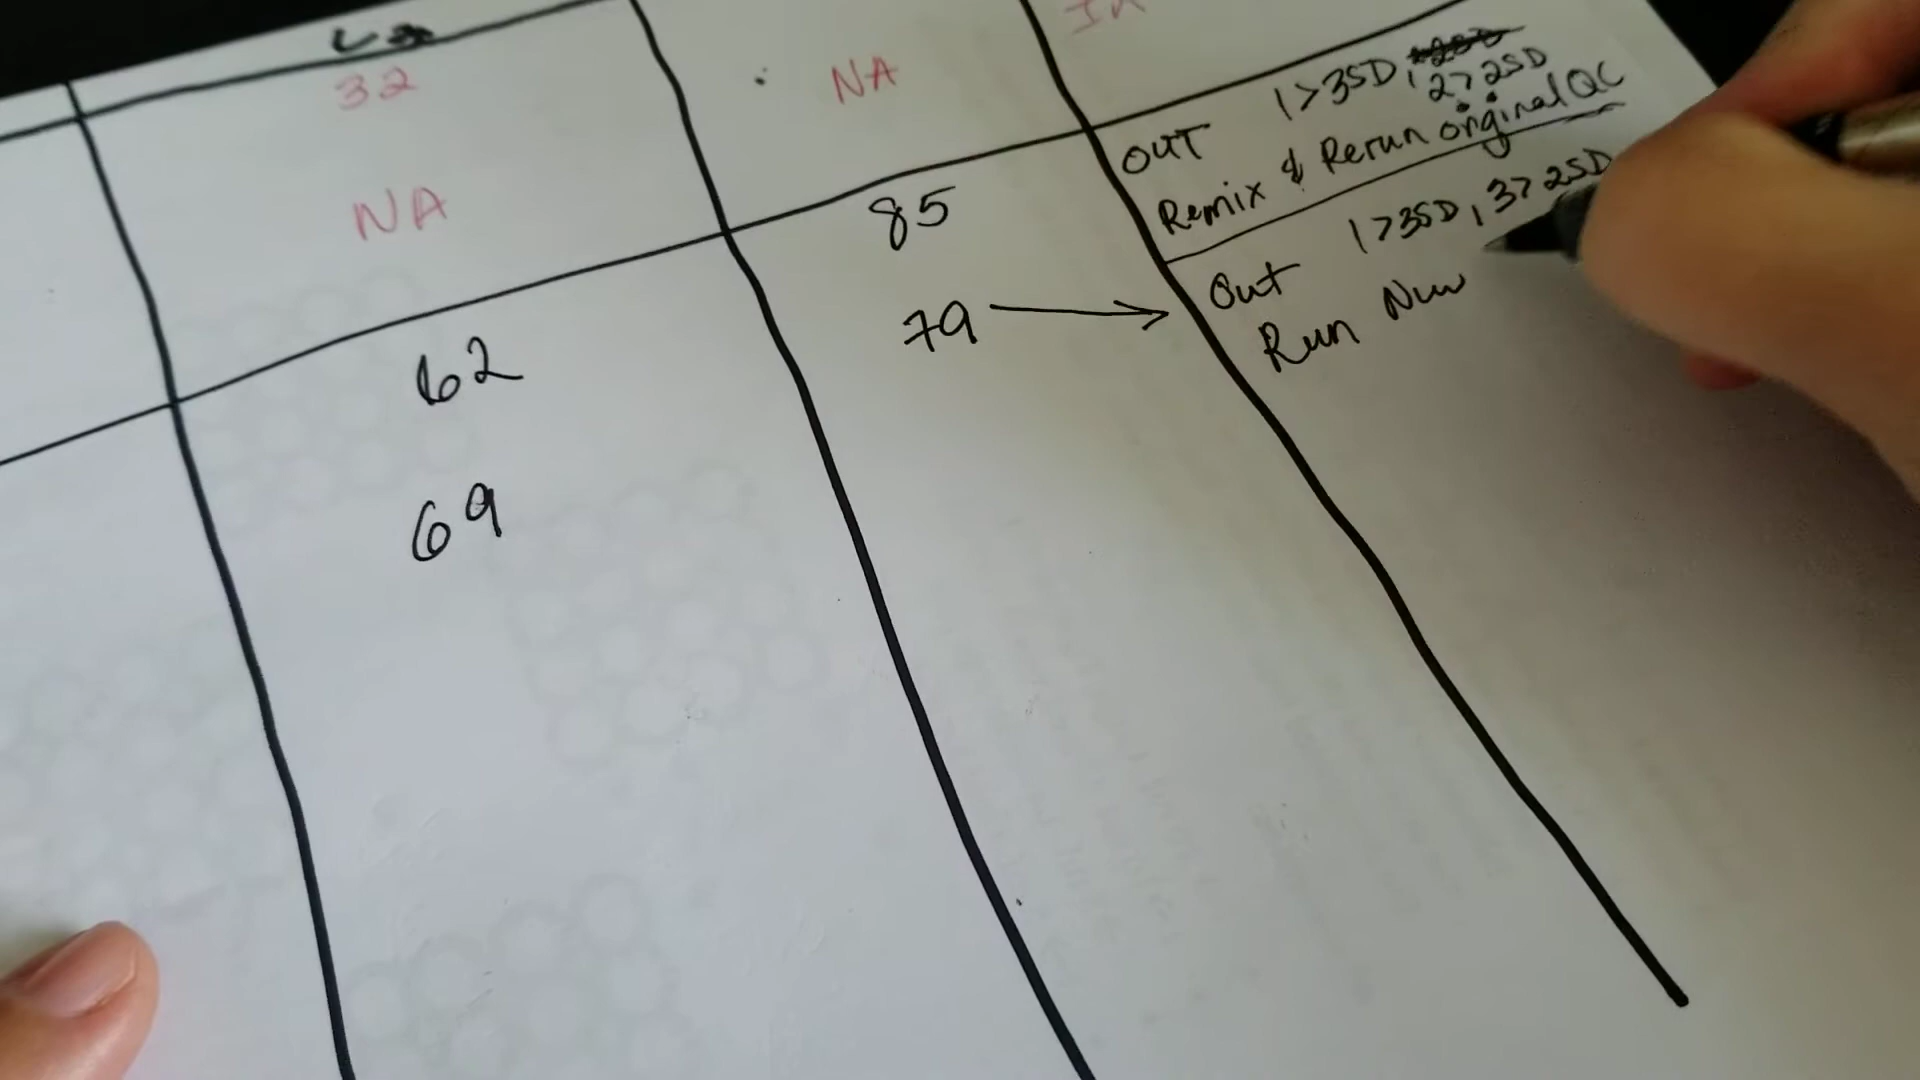 32
NA
1>3SD,
2>2SD
OUT
Remix & Rerun original QC
NA
85
1>3SD, 3>2SD
Out
62
79
Run Nuw
69